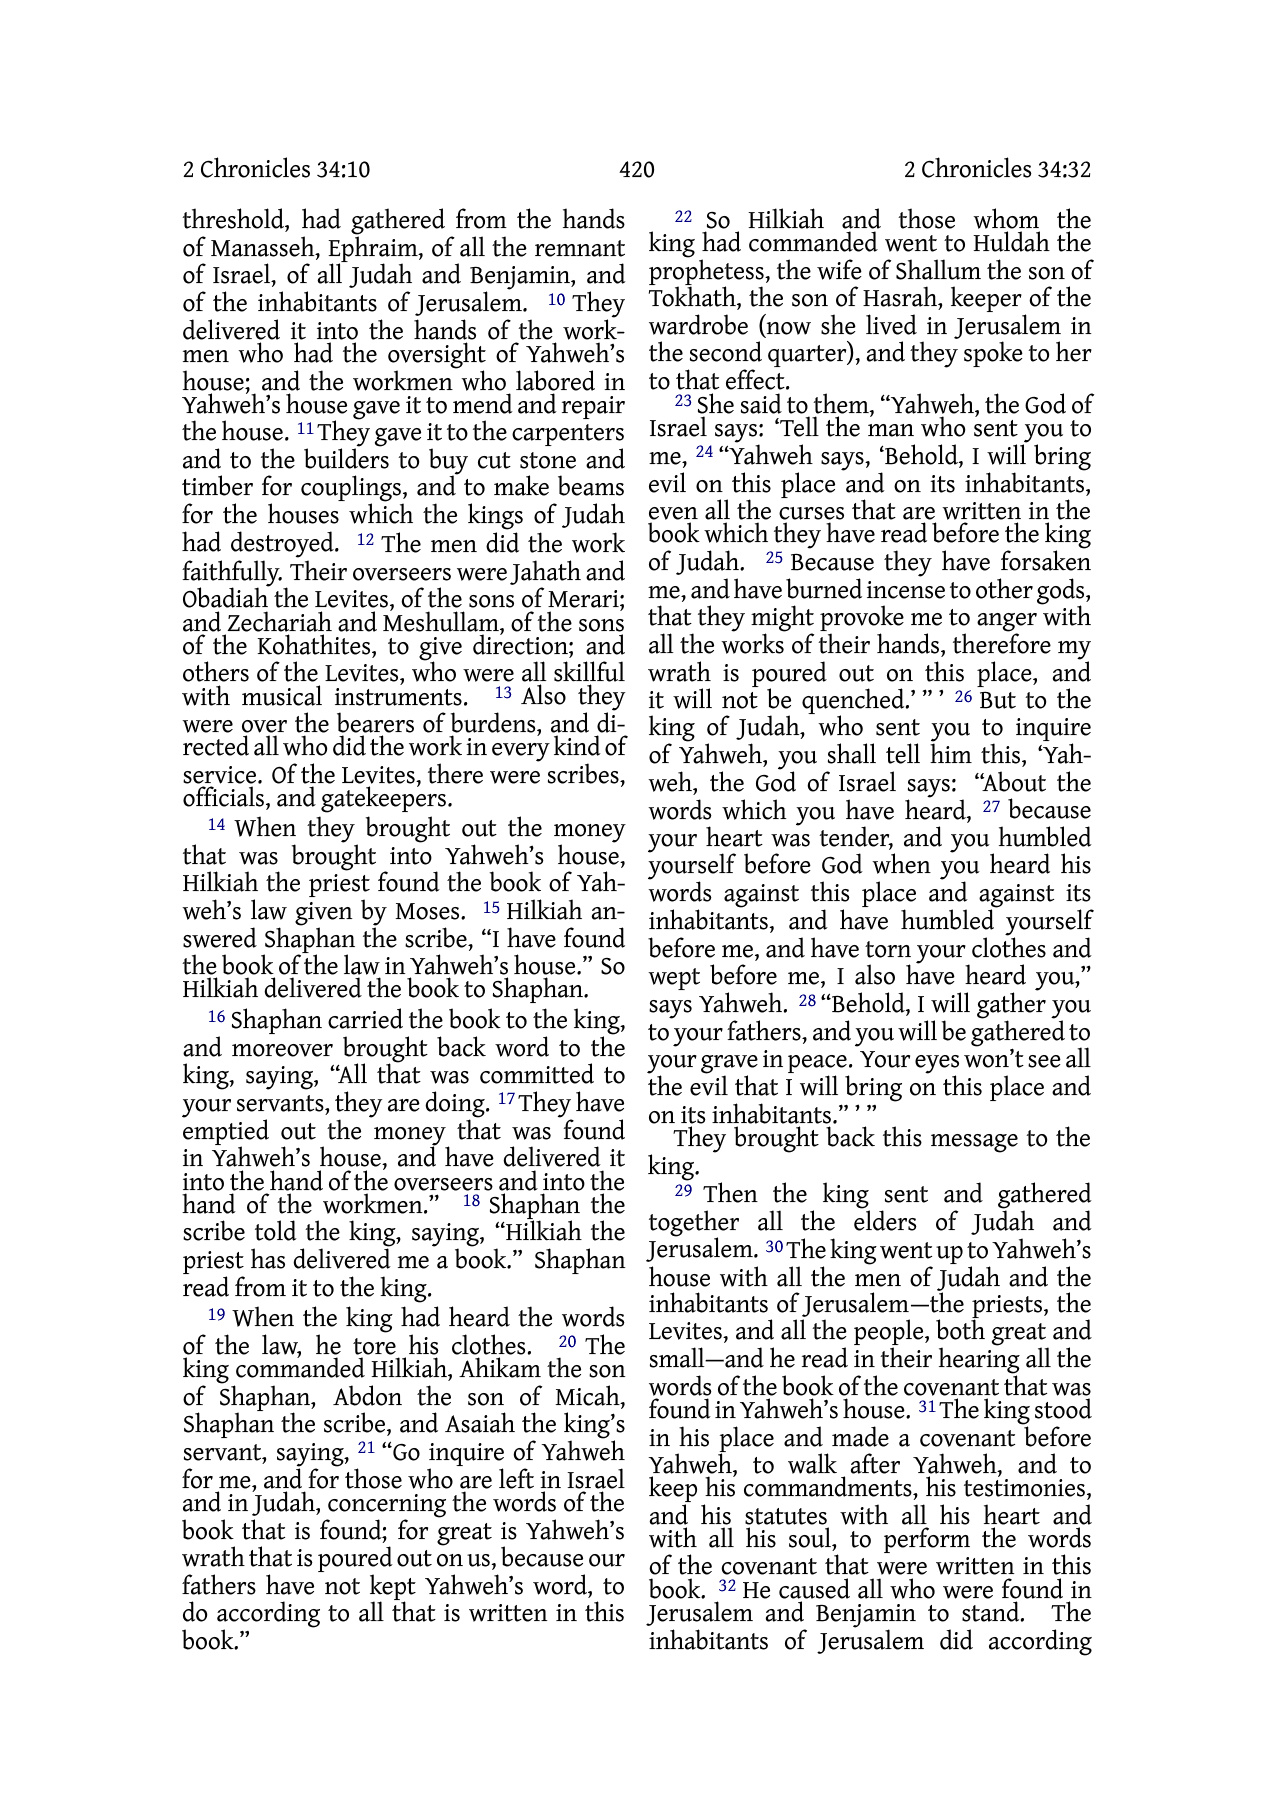 2 Chronicles 34:10
420
2 Chronicles 34:32
threshold, had gathered from the hands
of Manasseh, Ephraim, of all the remnant
of Israel, of all Judah and Benjamin, and
of the inhabitants of Jerusalem. 10 They
delivered it into the hands of the work-
men who had the oversight of Yahweh’s
house; and the workmen who labored in
Yahweh’s house gave it to mend and repair
the house. 11 They gave it to the carpenters
and to the builders to buy cut stone and
timber for couplings, and to make beams
for the houses which the kings of Judah
had destroyed. 12 The men did the work
faithfully. Their overseers were Jahath and
Obadiah the Levites, of the sons of Merari;
and Zechariah and Meshullam, of the sons
of the Kohathites, to give direction; and
others of the Levites, who were all skillful
with musical instruments. 13 Also they
were over the bearers of burdens, and di-
rected all who did the work in every kind of
service. Of the Levites, there were scribes,
officials, and gatekeepers.
14 When they brought out the money
that was brought into Yahweh’s house,
Hilkiah the priest found the book of Yah-
weh’s law given by Moses. 15 Hilkiah an-
swered Shaphan the scribe, “I have found
the book of the law in Yahweh’s house.” So
Hilkiah delivered the book to Shaphan.
16 Shaphan carried the book to the king,
and moreover brought back word to the
king, saying, “All that was committed to
your servants, they are doing. 17 They have
emptied out the money that was found
in Yahweh’s house, and have delivered it
into the hand of the overseers and into the
hand of the workmen.” 18 Shaphan the
scribe told the king, saying, “Hilkiah the
priest has delivered me a book.” Shaphan
read from it to the king.
19 When the king had heard the words
of the law, he tore his clothes. 20 The
king commanded Hilkiah, Ahikam the son
of Shaphan, Abdon the son of Micah,
Shaphan the scribe, and Asaiah the king’s
servant, saying, 21 “Go inquire of Yahweh
for me, and for those who are left in Israel
and in Judah, concerning the words of the
book that is found; for great is Yahweh’s
wrath that is poured out on us, because our
fathers have not kept Yahweh’s word, to
do according to all that is written in this
book.”
22 So Hilkiah and those whom the
king had commanded went to Huldah the
prophetess, the wife of Shallum the son of
Tokhath, the son of Hasrah, keeper of the
wardrobe (now she lived in Jerusalem in
the second quarter), and they spoke to her
to that effect.
23 She said to them, “Yahweh, the God of
Israel says: ‘Tell the man who sent you to
me, 24 “Yahweh says, ‘Behold, I will bring
evil on this place and on its inhabitants,
even all the curses that are written in the
book which they have read before the king
of Judah. 25 Because they have forsaken
me, and have burned incense to other gods,
that they might provoke me to anger with
all the works of their hands, therefore my
wrath is poured out on this place, and
it will not be quenched.’ ” ’ 26 But to the
king of Judah, who sent you to inquire
of Yahweh, you shall tell him this, ‘Yah-
weh, the God of Israel says: “About the
words which you have heard, 27 because
your heart was tender, and you humbled
yourself before God when you heard his
words against this place and against its
inhabitants, and have humbled yourself
before me, and have torn your clothes and
wept before me, I also have heard you,”
says Yahweh. 28 “Behold, I will gather you
to your fathers, and you will be gathered to
your grave in peace. Your eyes won’t see all
the evil that I will bring on this place and
on its inhabitants.” ’ ”
They brought back this message to the
king.
29 Then the king sent and gathered
together all the elders of Judah and
Jerusalem. 30 The king went up to Yahweh’s
house with all the men of Judah and the
inhabitants of Jerusalem—the priests, the
Levites, and all the people, both great and
small—and he read in their hearing all the
words of the book of the covenant that was
found in Yahweh’s house. 31 The king stood
in his place and made a covenant before
Yahweh, to walk after Yahweh, and to
keep his commandments, his testimonies,
and his statutes with all his heart and
with all his soul, to perform the words
of the covenant that were written in this
book. 32 He caused all who were found in
Jerusalem and Benjamin to stand. The
inhabitants of Jerusalem did according